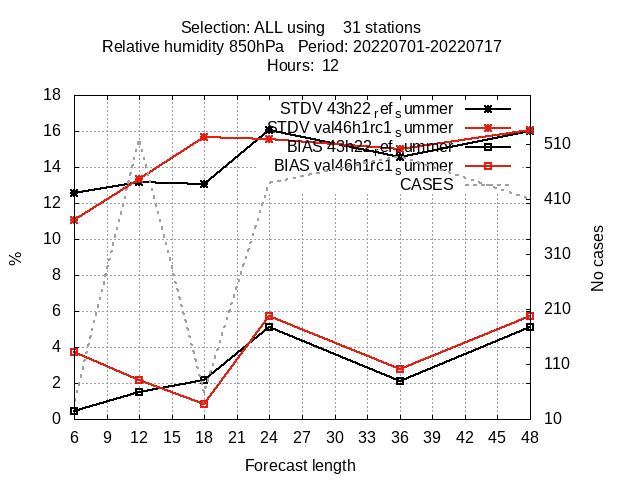 Selection: ALL using    31 stations
Relative humidity 850hPa   Period: 20220701-20220717
Hours:  12
STDV 43h22_ref_summer
STDV val46h1rc1_summer
BIAS 43h22_ref_summer
BIAS val46h1rc1_summer
CASES
18
16
14
12
10
8
6
4
2
0
%
510
410
310
210
110
10
No cases
6 9 12 15 18 21 24 27 30 33 36 39 42 45 48
Forecast length